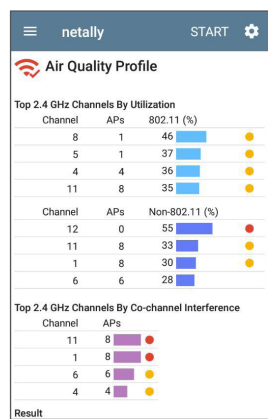 netally START
Air Quality Profile
Top 2.4 GHz Channels By Utilization
Channel APs 802.11 (%)
8 1 46
5 1 37
4 4 36
11 8 35
Channel APs Non-802.11 (%)
12 0 55
11 8 33
1 8 30
6 6 28
Top 2.4 GHz Channels By Co-channel Interference
Channel APs
11 8
1 8
6 6
4 4
Result